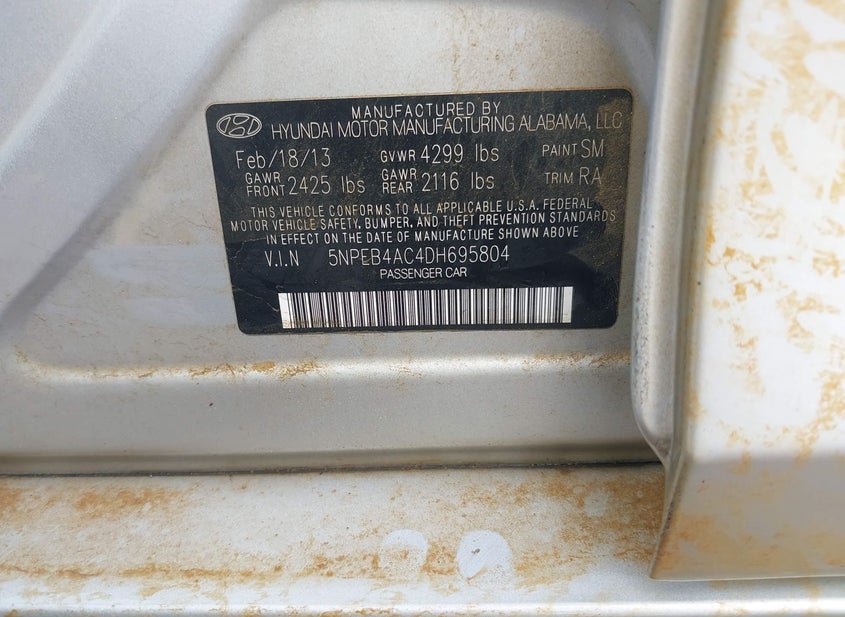 MANUFACTURED BY
HYUNDAI MOTOR MANUFACTURING ALABAMA, LLC
Feb/18/13 GVWR 4299 lbs PAINT SM
GAWR FRONT 2425 lbs GAWR REAR 2116 lbs TRIM RA
THIS VEHICLE CONFORMS TO ALL APPLICABLE U.S.A. FEDERAL
MOTOR VEHICLE SAFETY, BUMPER, AND THEFT PREVENTION STANDARDS
IN EFFECT ON THE DATE OF MANUFACTURE SHOWN ABOVE
V.I.N 5NPEB4AC4DH695804
PASSENGER CAR